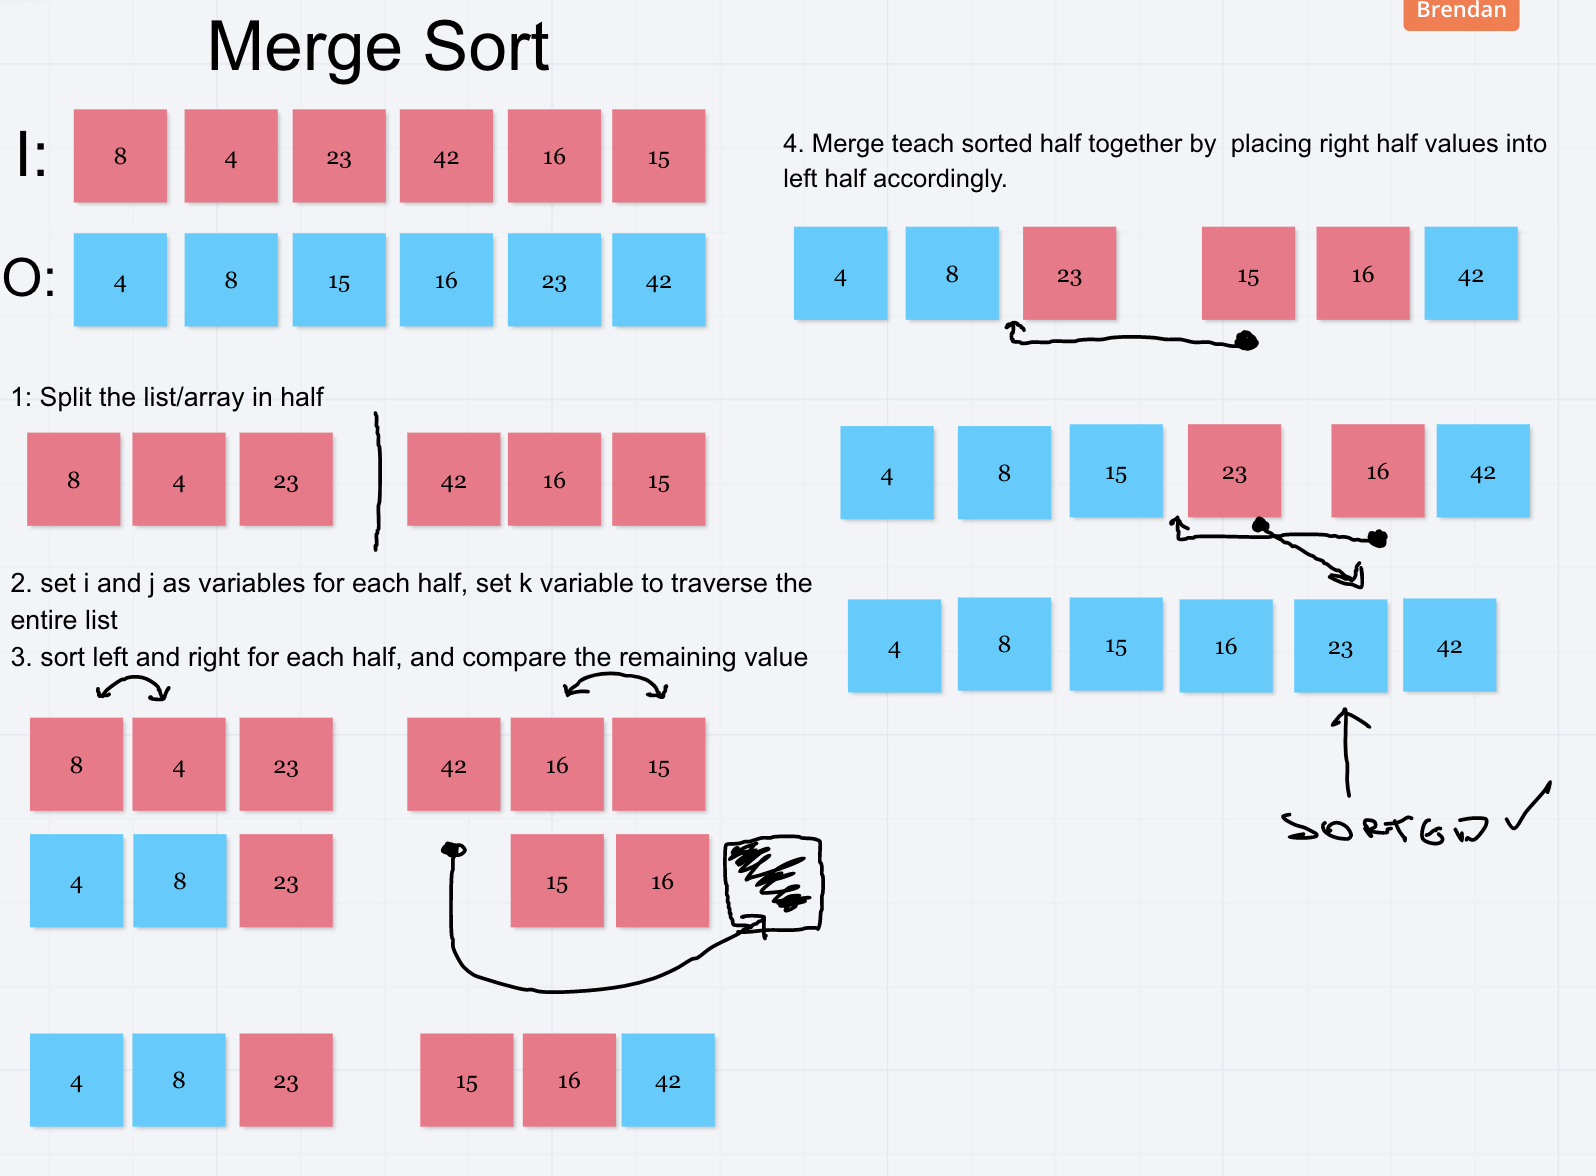 Brendan
Merge Sort
I: 8 4 23 42 16 15
O: 4 8 15 16 23 42
1: Split the list/array in half
8 4 23 42 16 15
2. set i and j as variables for each half, set k variable to traverse the
entire list
3. sort left and right for each half, and compare the remaining value
8 4 23 42 16 15
4 8 23 15 16
4 8 23 15 16 42
4. Merge teach sorted half together by placing right half values into
left half accordingly.
4 8 23 15 16 42
4 8 15 23 16 42
4 8 15 16 23 42
SORTED